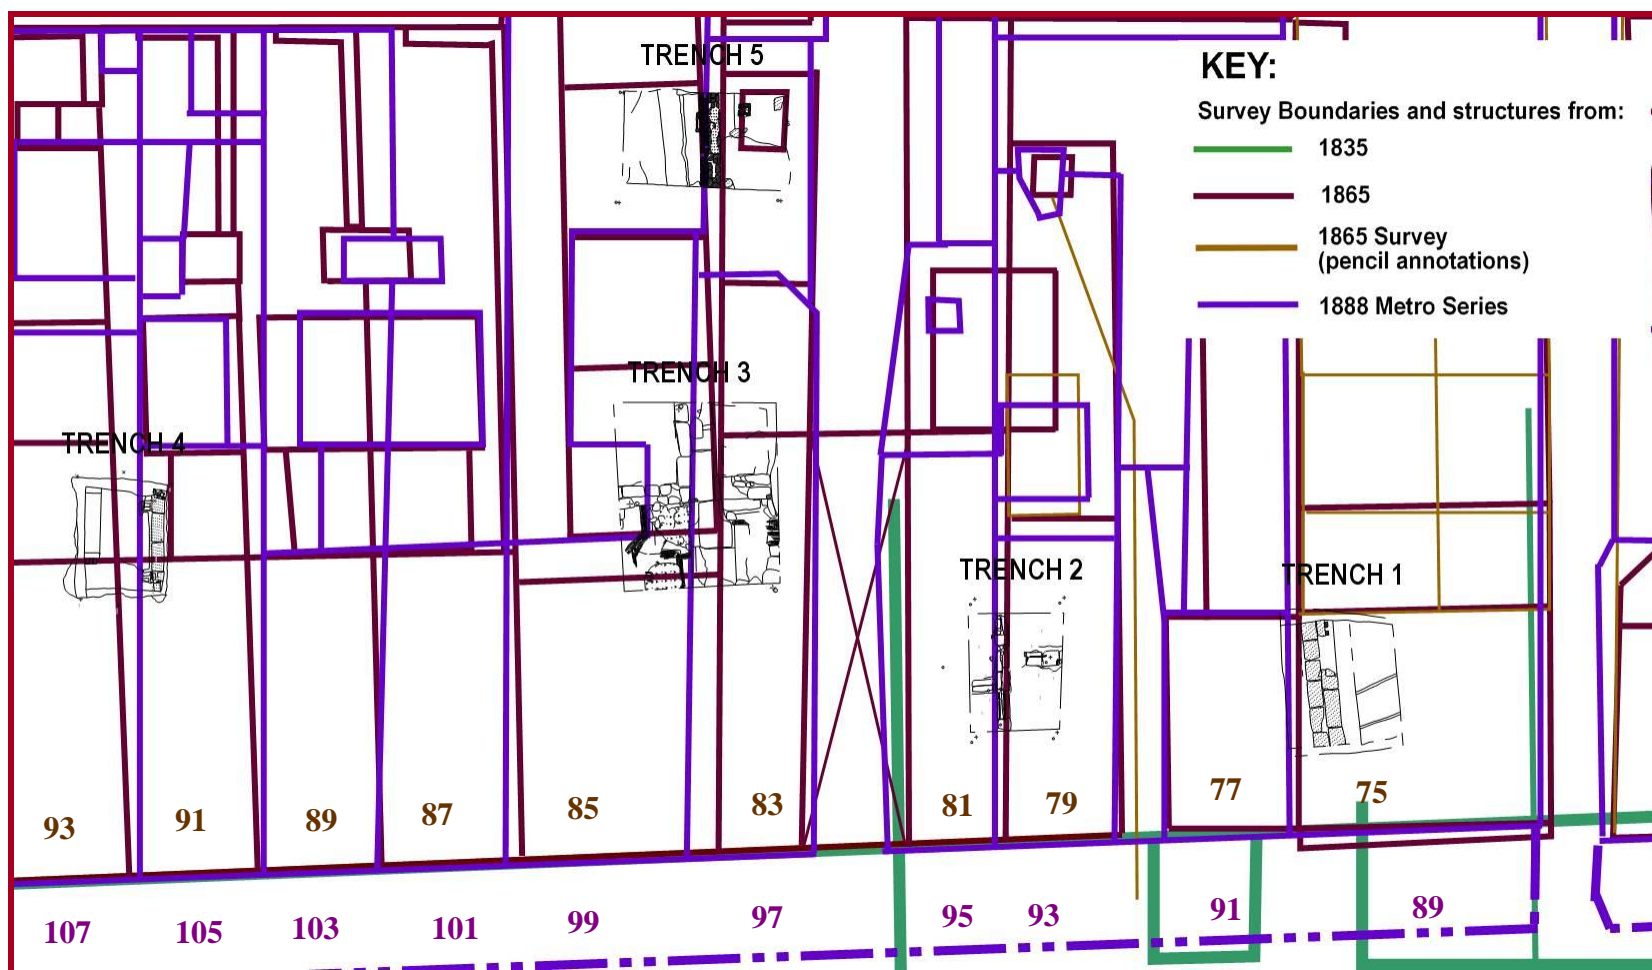 TRENCH 5
KEY:
Survey Boundaries and structures from:
1835
1865
1865 Survey
(pencil annotations)
1888 Metro Series
TRENCH 3
TRENCH 4
TRENCH 2
TRENCH 1
93 91 89 87 85 83 81 79 77 75
107 105 103 101 99 97 95 93 91 89